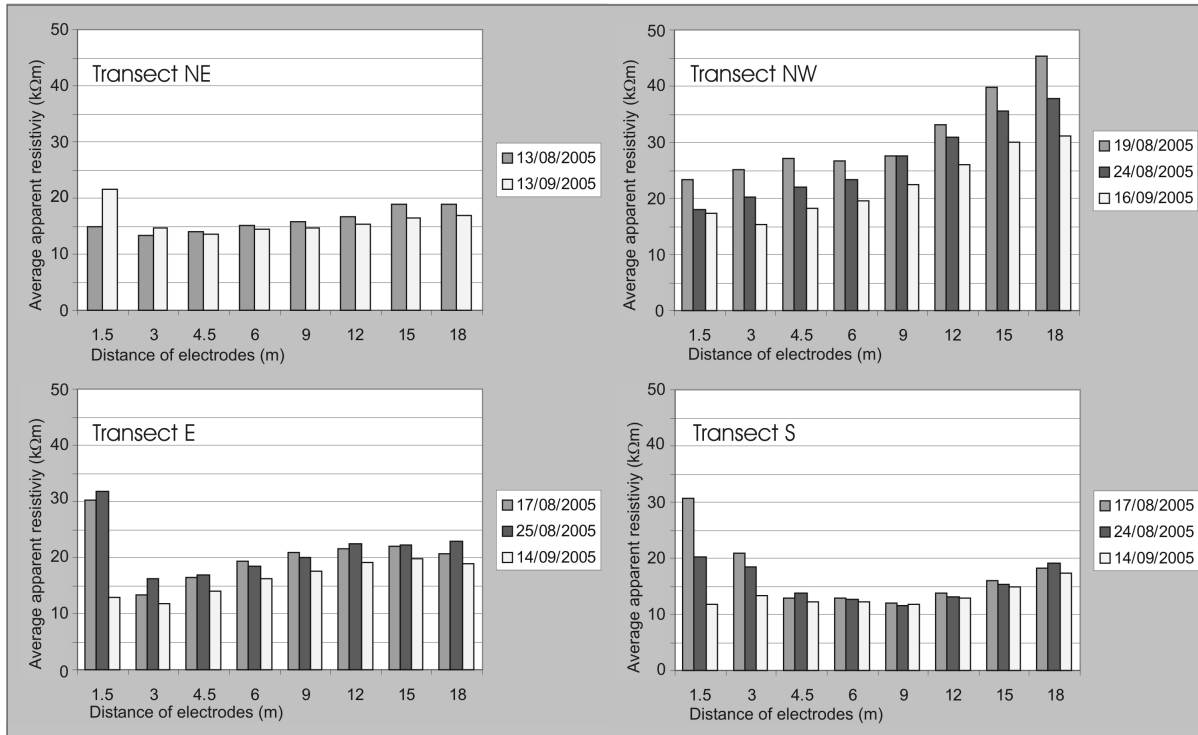 Transect NE
Average apparent resistiviy (kΩm)
50
40
30
20
10
0
1.5 3 4.5 6 9 12 15 18
Distance of electrodes (m)
13/08/2005
13/09/2005
Transect NW
Average apparent resistiviy (kΩm)
50
40
30
20
10
0
1.5 3 4.5 6 9 12 15 18
Distance of electrodes (m)
19/08/2005
24/08/2005
16/09/2005
Transect E
Average apparent resistiviy (kΩm)
50
40
30
20
10
0
1.5 3 4.5 6 9 12 15 18
Distance of electrodes (m)
17/08/2005
25/08/2005
14/09/2005
Transect S
Average apparent resistiviy (kΩm)
50
40
30
20
10
0
1.5 3 4.5 6 9 12 15 18
Distance of electrodes (m)
17/08/2005
24/08/2005
14/09/2005